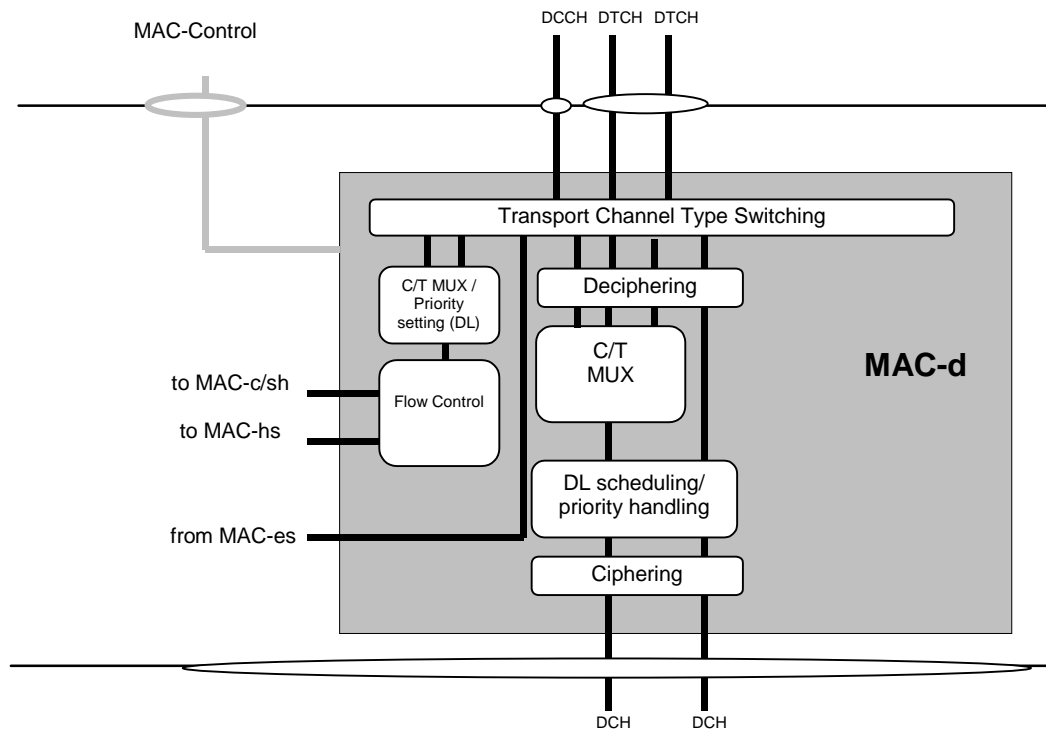 DCCH DTCH DTCH
MAC-Control
Transport Channel Type Switching
C/T MUX /
Priority
setting (DL)
Deciphering
C/T
MUX
MAC-d
to MAC-c/sh
Flow Control
to MAC-hs
DL scheduling/
priority handling
from MAC-es
Ciphering
DCH DCH